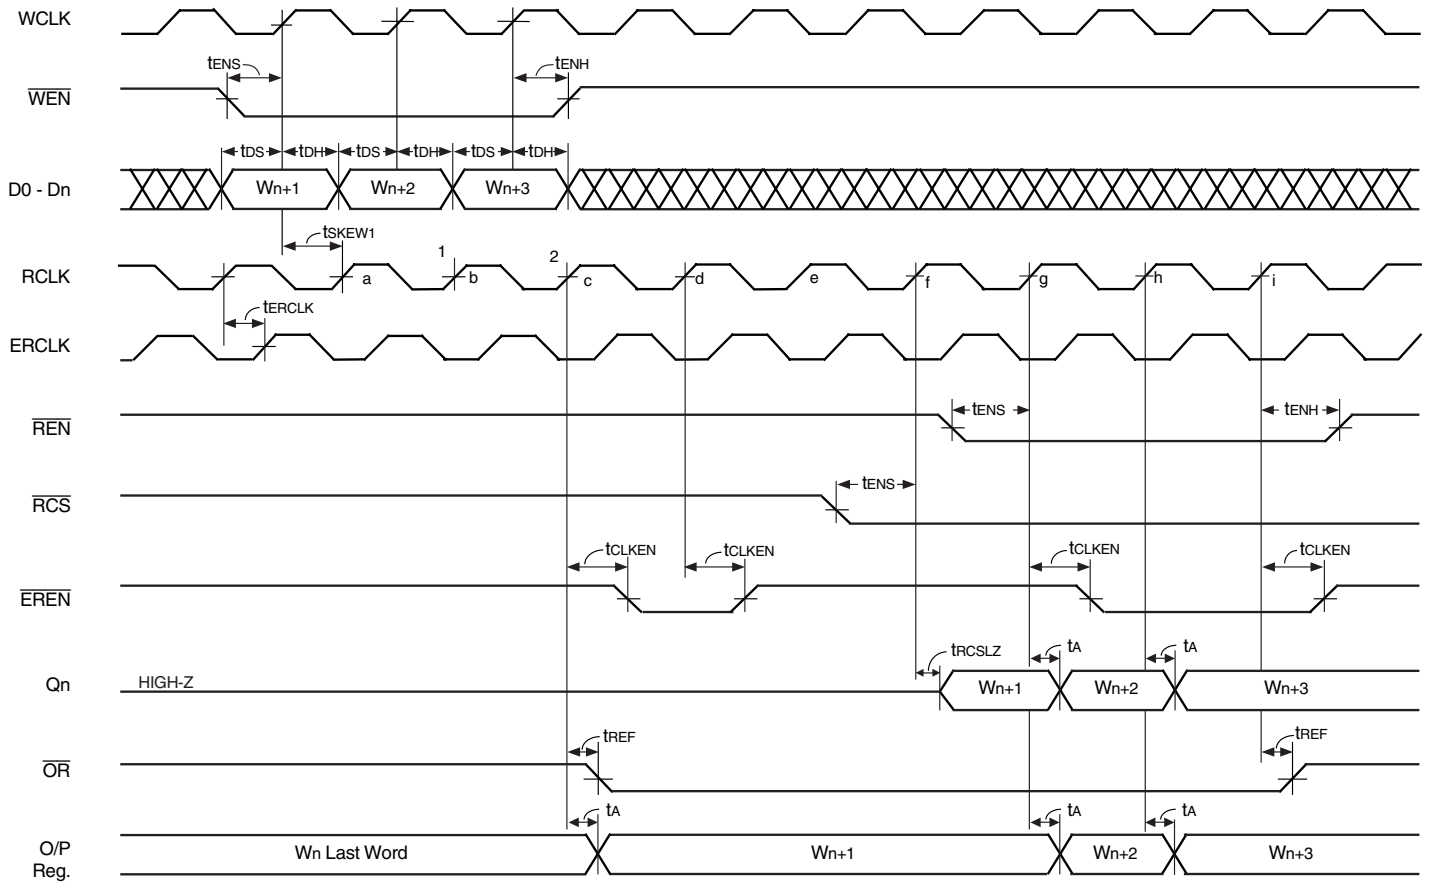 WCLK
tENS
tENH
WEN
tDS tDH tDS tDH tDS tDH
D0 - Dn
Wn+1 Wn+2 Wn+3
tSKEW1
1 2
RCLK
a b c d e f g h i
tERCLK
ERCLK
REN
tENS tENH
RCS
tENS
tCLKEN tCLKEN tCLKEN tCLKEN
EREN
tRCSLZ tA tA
Qn
HIGH-Z Wn+1 Wn+2 Wn+3
tREF tREF
OR
tA tA tA
O/P
Reg.
Wn Last Word Wn+1 Wn+2 Wn+3